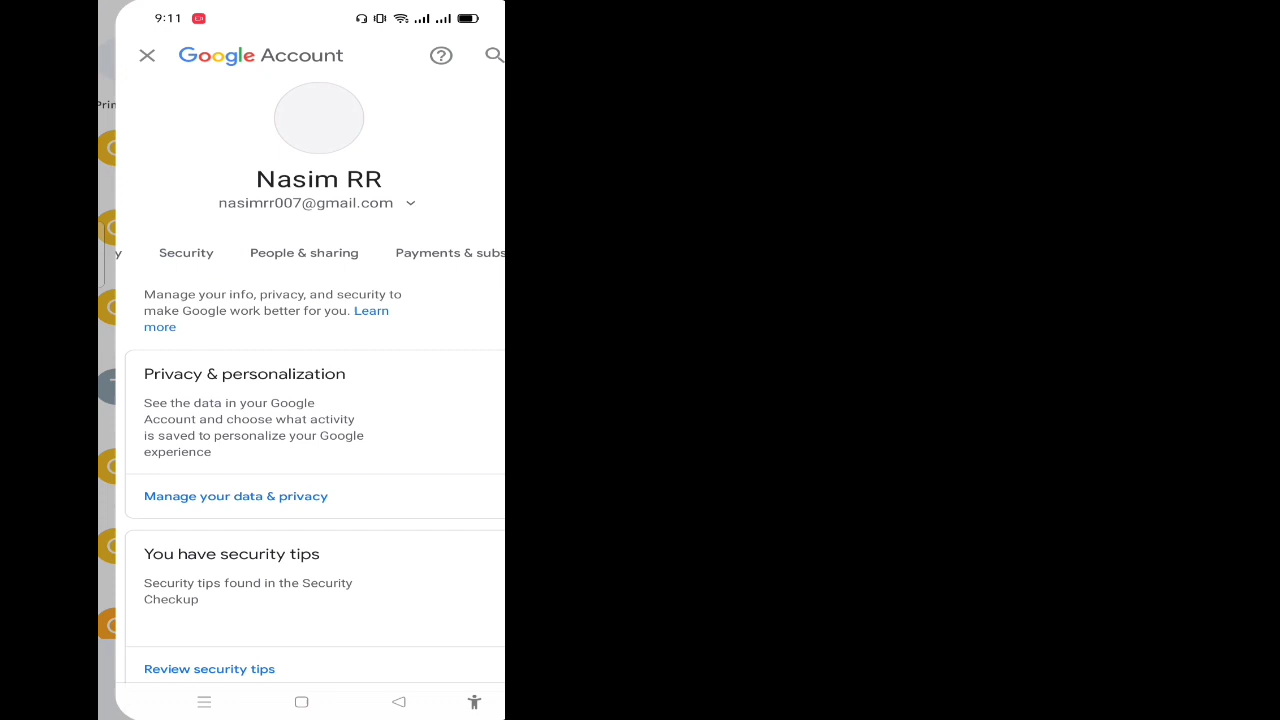 9:11
Google Account
Prin
Nasim RR
nasimrr007@gmail.com
y Security People & sharing Payments & subs
Manage your info, privacy, and security to
make Google work better for you. Learn
more
Privacy & personalization
See the data in your Google
Account and choose what activity
is saved to personalize your Google
experience
Manage your data & privacy
You have security tips
Security tips found in the Security
Checkup
Review security tips